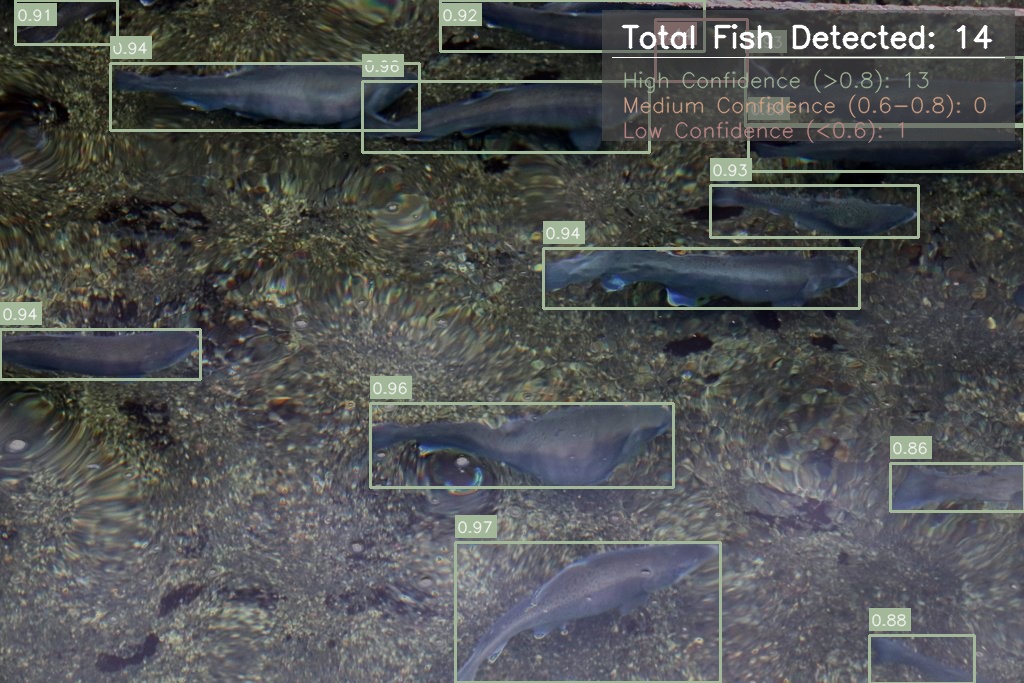 0.91
0.92
Total Fish Detected: 14
0.94
0.96
High Confidence (>0.8): 13
Medium Confidence (0.6-0.8): 0
Low Confidence (<0.6): 1
0.93
0.94
0.94
0.96
0.86
0.97
0.88